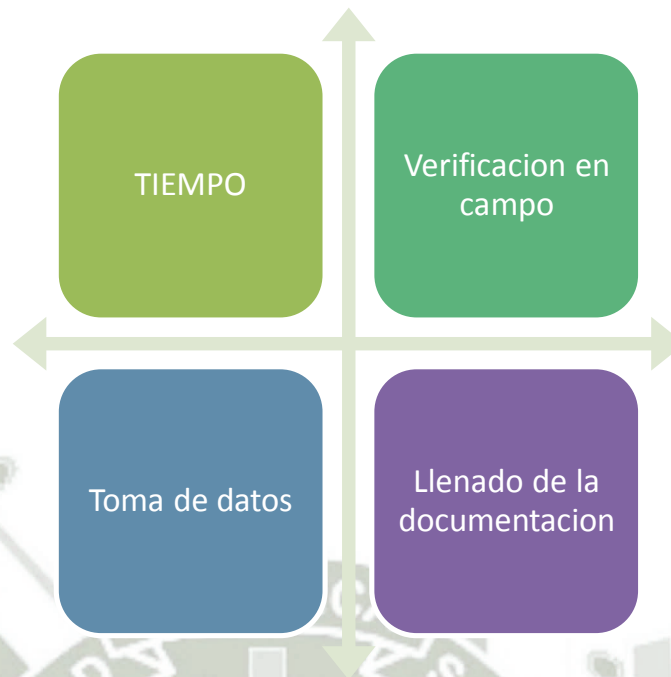 TIEMPO
Verificacion en
campo
Toma de datos
Llenado de la
documentacion